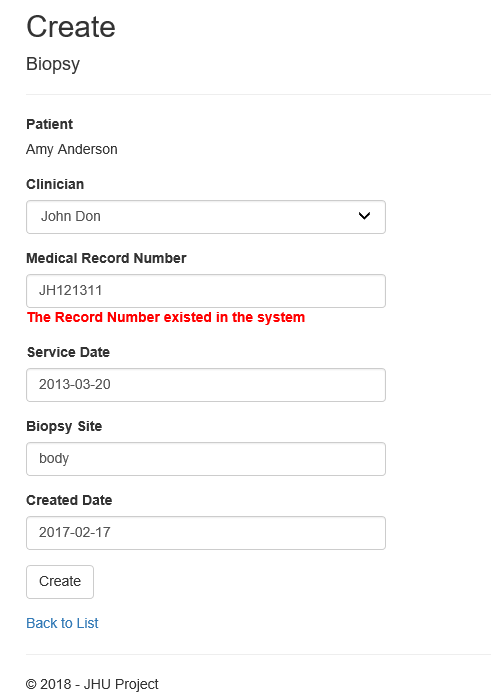 Create
Biopsy
Patient
Amy Anderson
Clinician
John Don
Medical Record Number
JH121311
The Record Number existed in the system
Service Date
2013-03-20
Biopsy Site
body
Created Date
2017-02-17
Create
Back to List
© 2018 - JHU Project